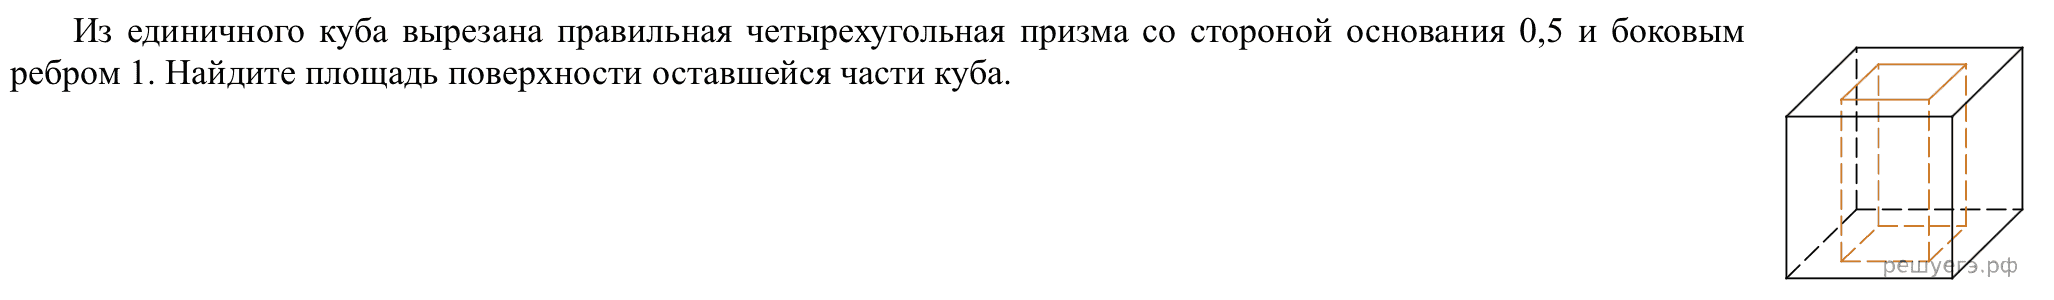 Из единичного куба вырезана правильная четырехугольная призма со стороной основания 0,5 и боковым
ребром 1. Найдите площадь поверхности оставшейся части куба.
решуегэ.рф